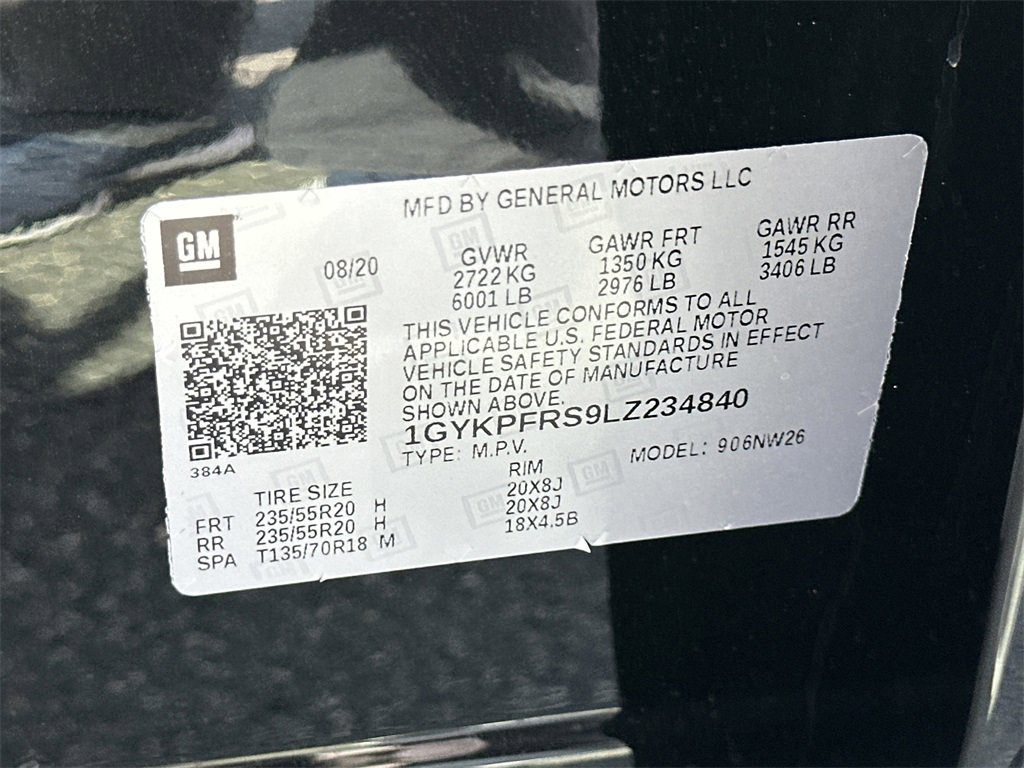 MFD BY GENERAL MOTORS LLC
GM
08/20
GVWR
2722 KG
6001 LB
GAWR FRT
1350 KG
2976 LB
GAWR RR
1545 KG
3406 LB
THIS VEHICLE CONFORMS TO ALL
APPLICABLE U.S. FEDERAL MOTOR
VEHICLE SAFETY STANDARDS IN EFFECT
ON THE DATE OF MANUFACTURE
SHOWN ABOVE.
1GYKPFRS9LZ234840
TYPE: M.P.V. MODEL: 906NW26
384A
TIRE SIZE RIM
FRT 235/55R20 H 20X8J
RR 235/55R20 H 20X8J
SPA T135/70R18 M 18X4.5B